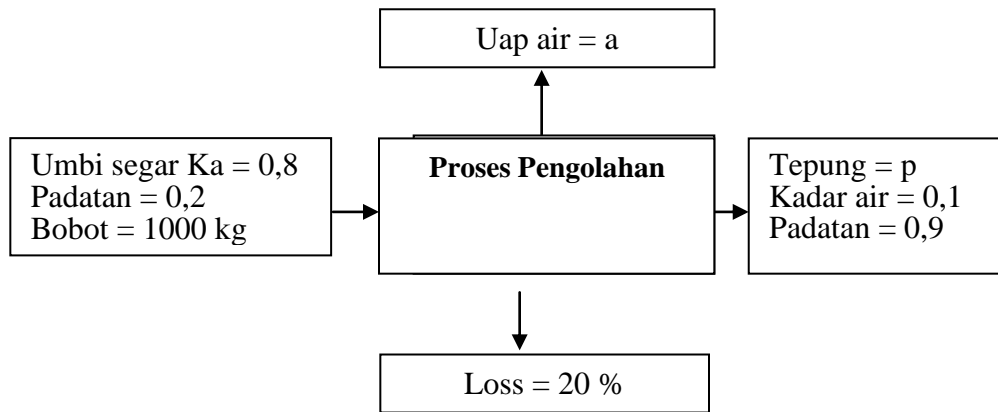 Uap air = a
Umbi segar Ka = 0,8
Padatan = 0,2
Bobot = 1000 kg
Proses Pengolahan
Tepung = p
Kadar air = 0,1
Padatan = 0,9
Loss = 20 %